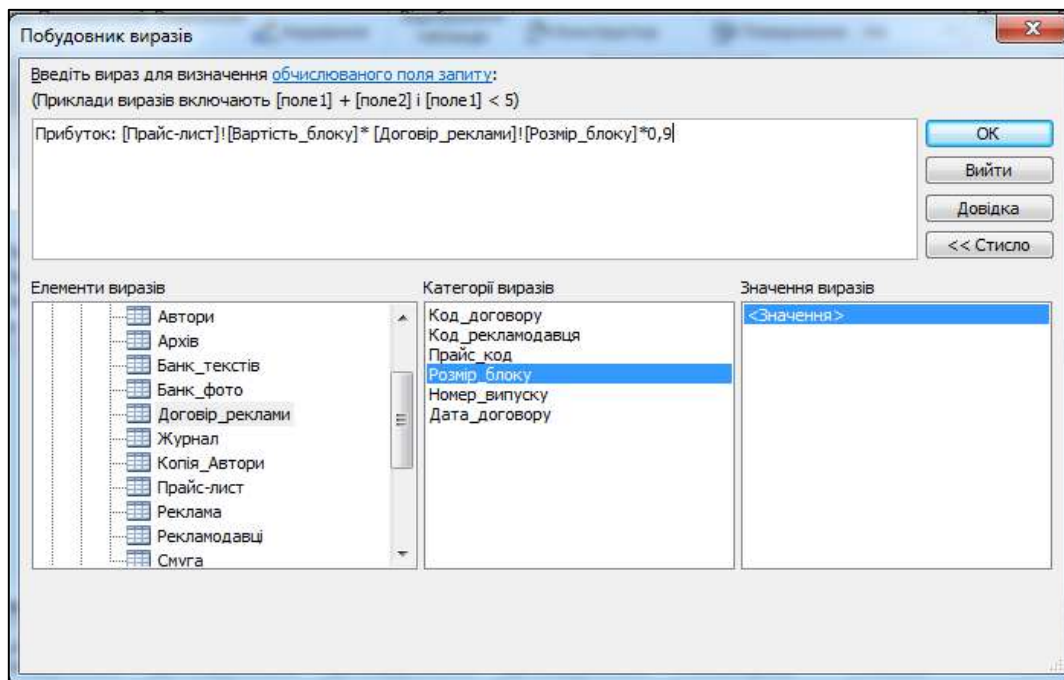 Побудовник виразів
Введіть вираз для визначення обчислюваного поля запиту:
(Приклади виразів включають [поле1] + [поле2] і [поле1] < 5)
Прибуток: [Прайс-лист]![Вартість_блоку]* [Договір_реклами]![Розмір_блоку]*0,9
ОК
Вийти
Довідка
<< Стисло
Елементи виразів
Автори
Архів
Банк_текстів
Банк_фото
Договір_реклами
Журнал
Копія_Автори
Прайс-лист
Реклама
Рекламодавці
Смуга
Категорії виразів
Код_договору
Код_рекламодавця
Прайс_код
Розмір_блоку
Номер_випуску
Дата_договору
Значення виразів
<Значення>